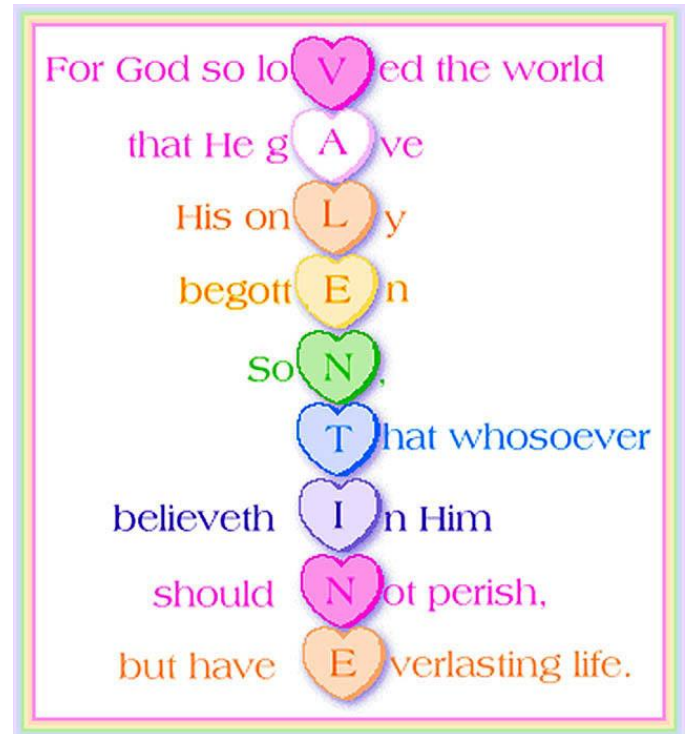 For God so loVed the world
that He gAve
His onLy
begottEn
SoN,
That whosoever
believeth In Him
should Not perish,
but have Everlasting life.